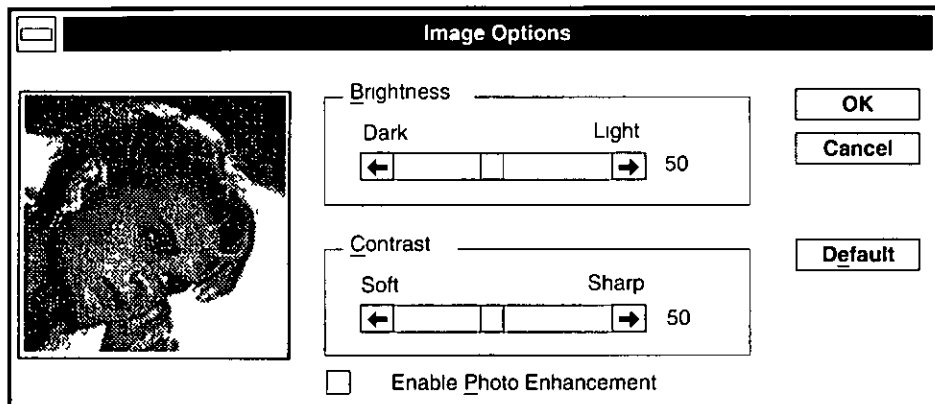 Image Options
Brightness
Dark Light
50
Contrast
Soft Sharp
50
Enable Photo Enhancement
OK
Cancel
Default